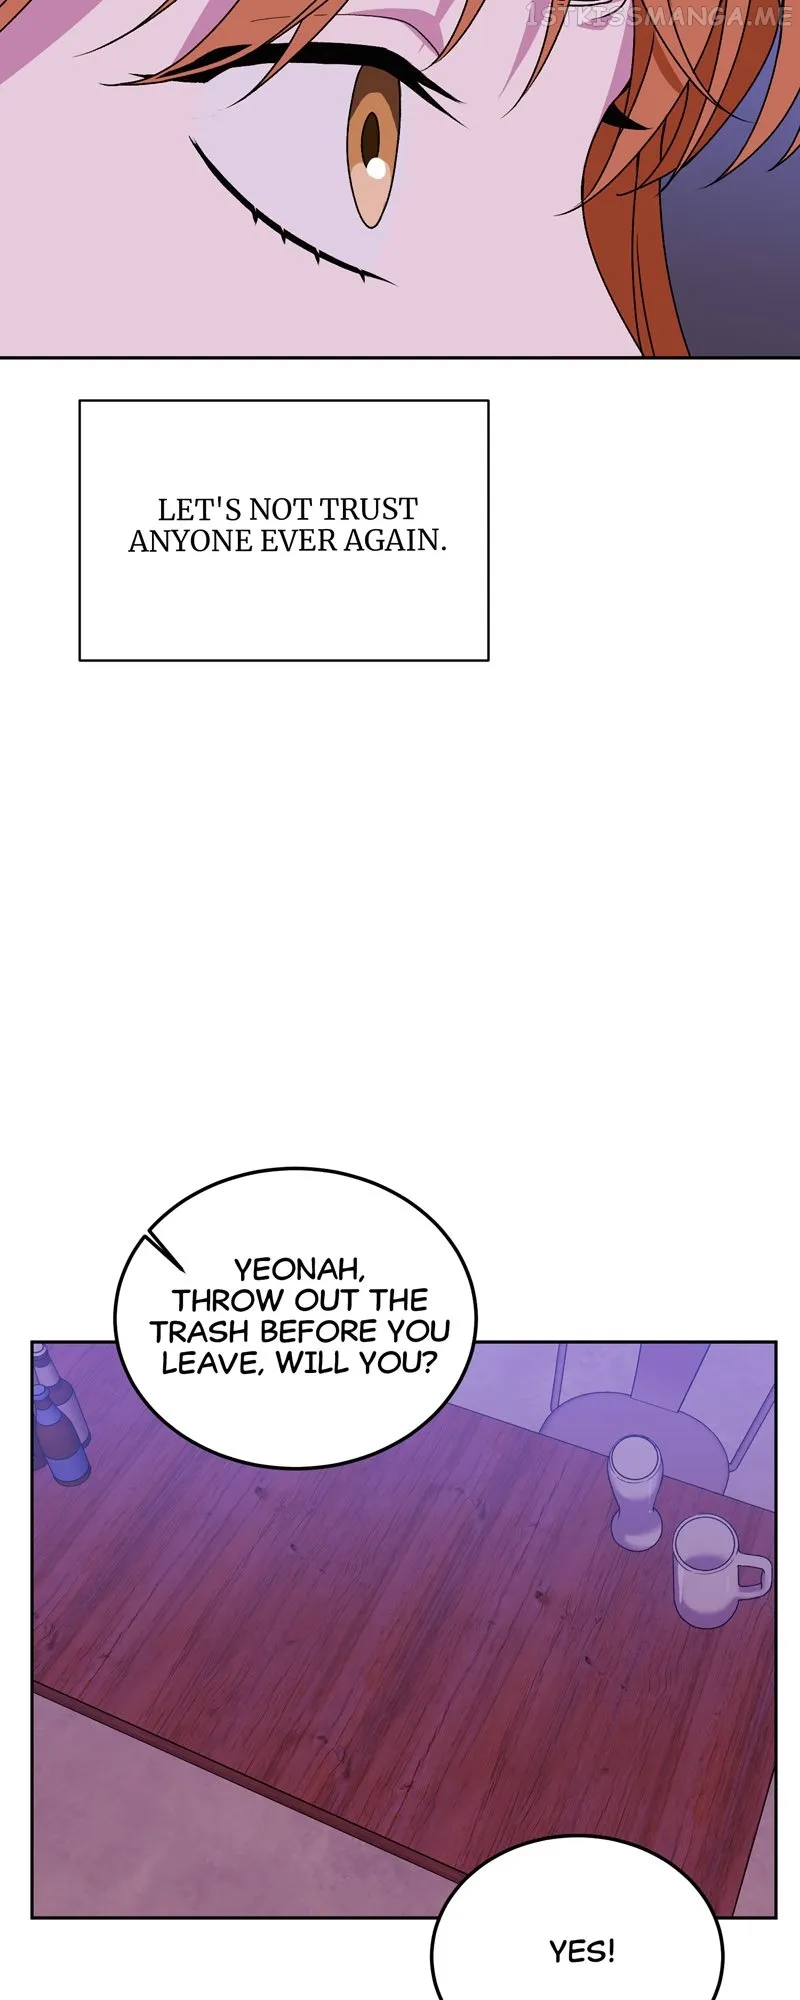 1STKISSMANGA.ME
LET'S NOT TRUST
ANYONE EVER AGAIN.
YEONAH,
THROW OUT THE
TRASH BEFORE YOU
LEAVE, WILL YOU?
YES!